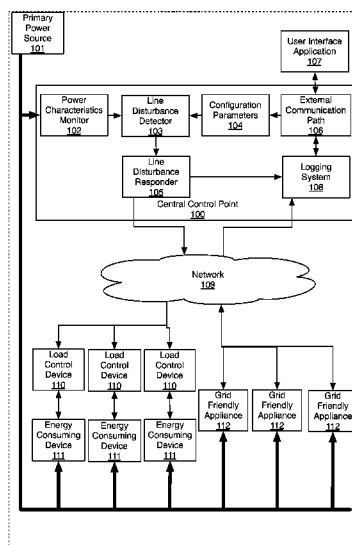 Primary
Power
Source
101
User Interface
Application
107
Power
Characteristics
Monitor
102
Line
Disturbance
Detector
103
Configuration
Parameters
104
External
Communication
Path
106
Line
Disturbance
Responder
105
Logging
System
108
Central Control Point
100
Network
109
Load
Control
Device
110
Load
Control
Device
110
Load
Control
Device
110
Energy
Consuming
Device
111
Energy
Consuming
Device
111
Energy
Consuming
Device
111
Grid
Friendly
Appliance
112
Grid
Friendly
Appliance
112
Grid
Friendly
Appliance
112